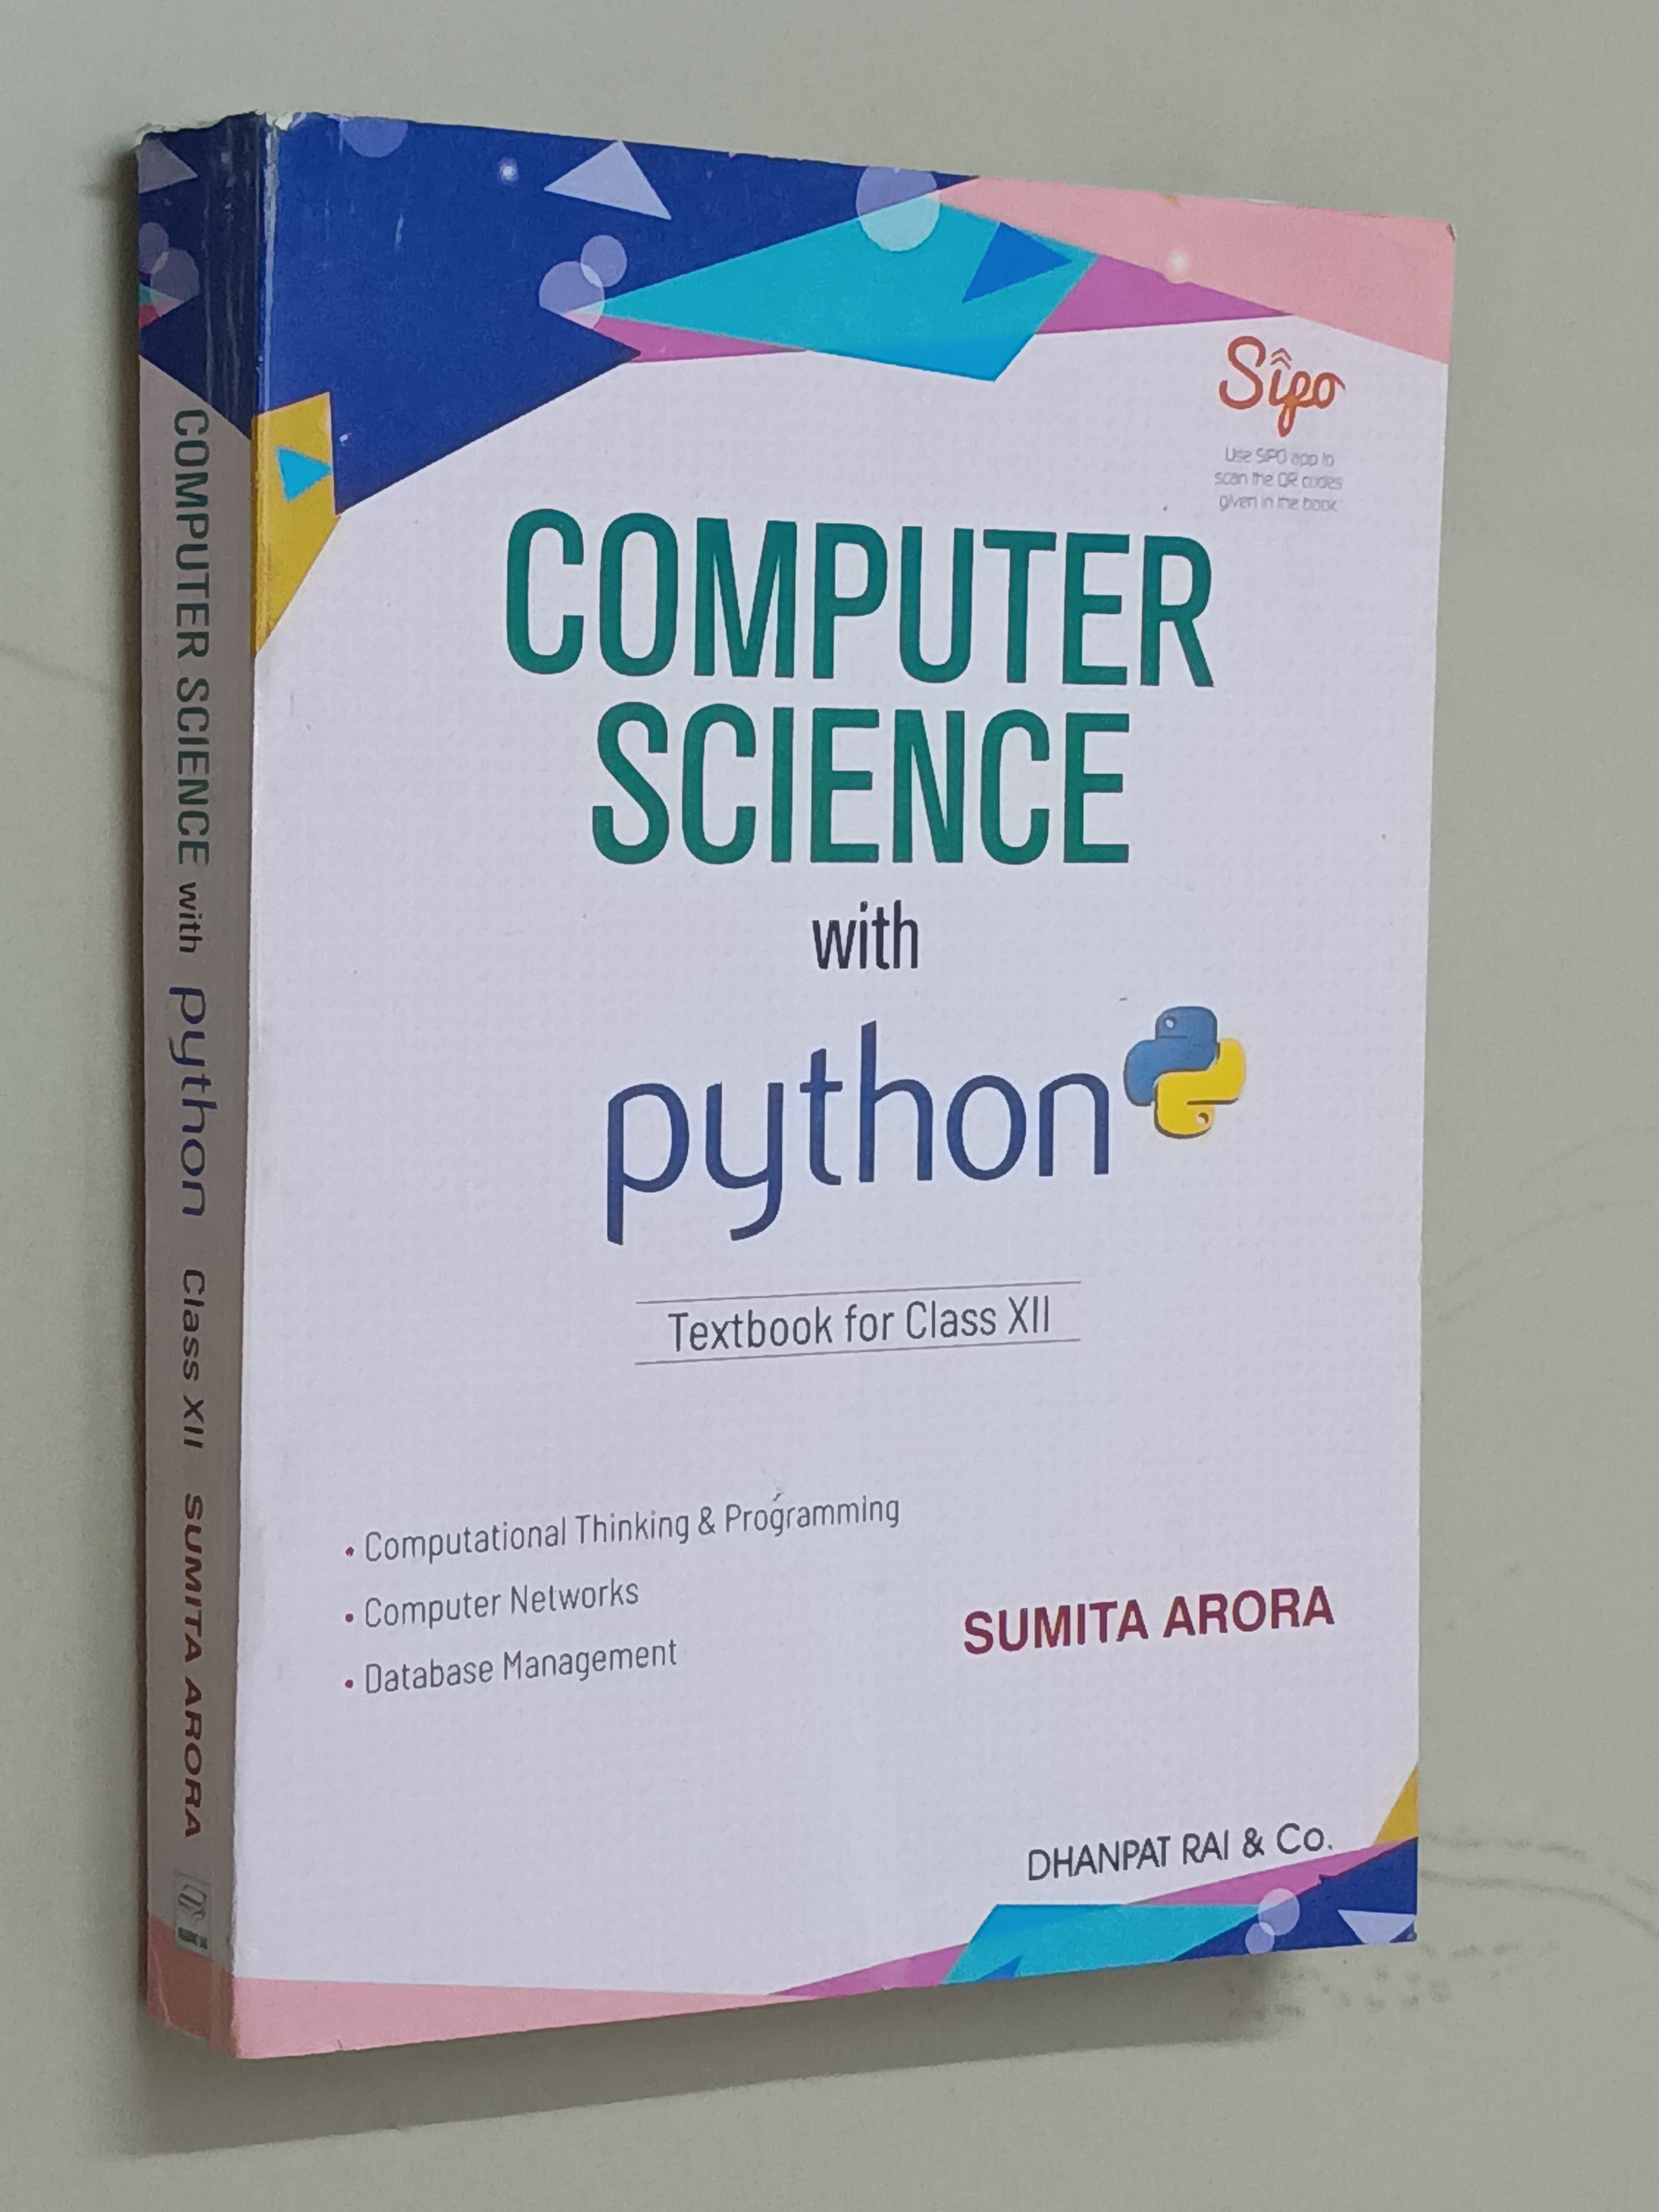 Sipo
Use SIPO app to
scan the QR codes
given in the book
COMPUTER
SCIENCE
with
python
Textbook for Class XII
• Computational Thinking & Programming
• Computer Networks
• Database Management
SUMITA ARORA
DHANPAT RAI & Co.
COMPUTER SCIENCE with python Class XII SUMITA ARORA